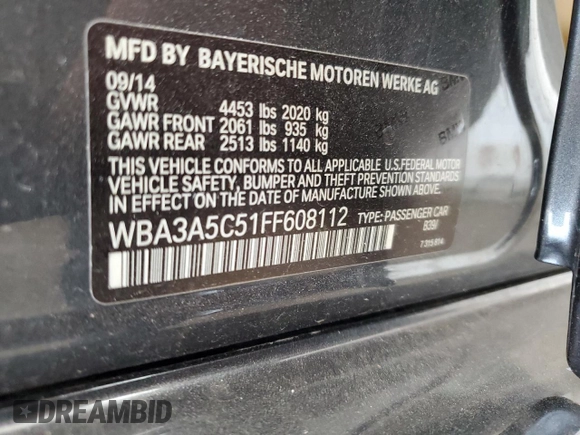 MFD BY BAYERISCHE MOTOREN WERKE AG
09/14
GVWR 4453 lbs 2020 kg
GAWR FRONT 2061 lbs 935 kg
GAWR REAR 2513 lbs 1140 kg
THIS VEHICLE CONFORMS TO ALL APPLICABLE U.S.FEDERAL MOTOR
VEHICLE SAFETY, BUMPER AND THEFT PREVENTION STANDARDS
IN EFFECT ON THE DATE OF MANUFACTURE SHOWN ABOVE.
WBA3A5C51FF608112 TYPE: PASSENGER CAR
DREAMBID